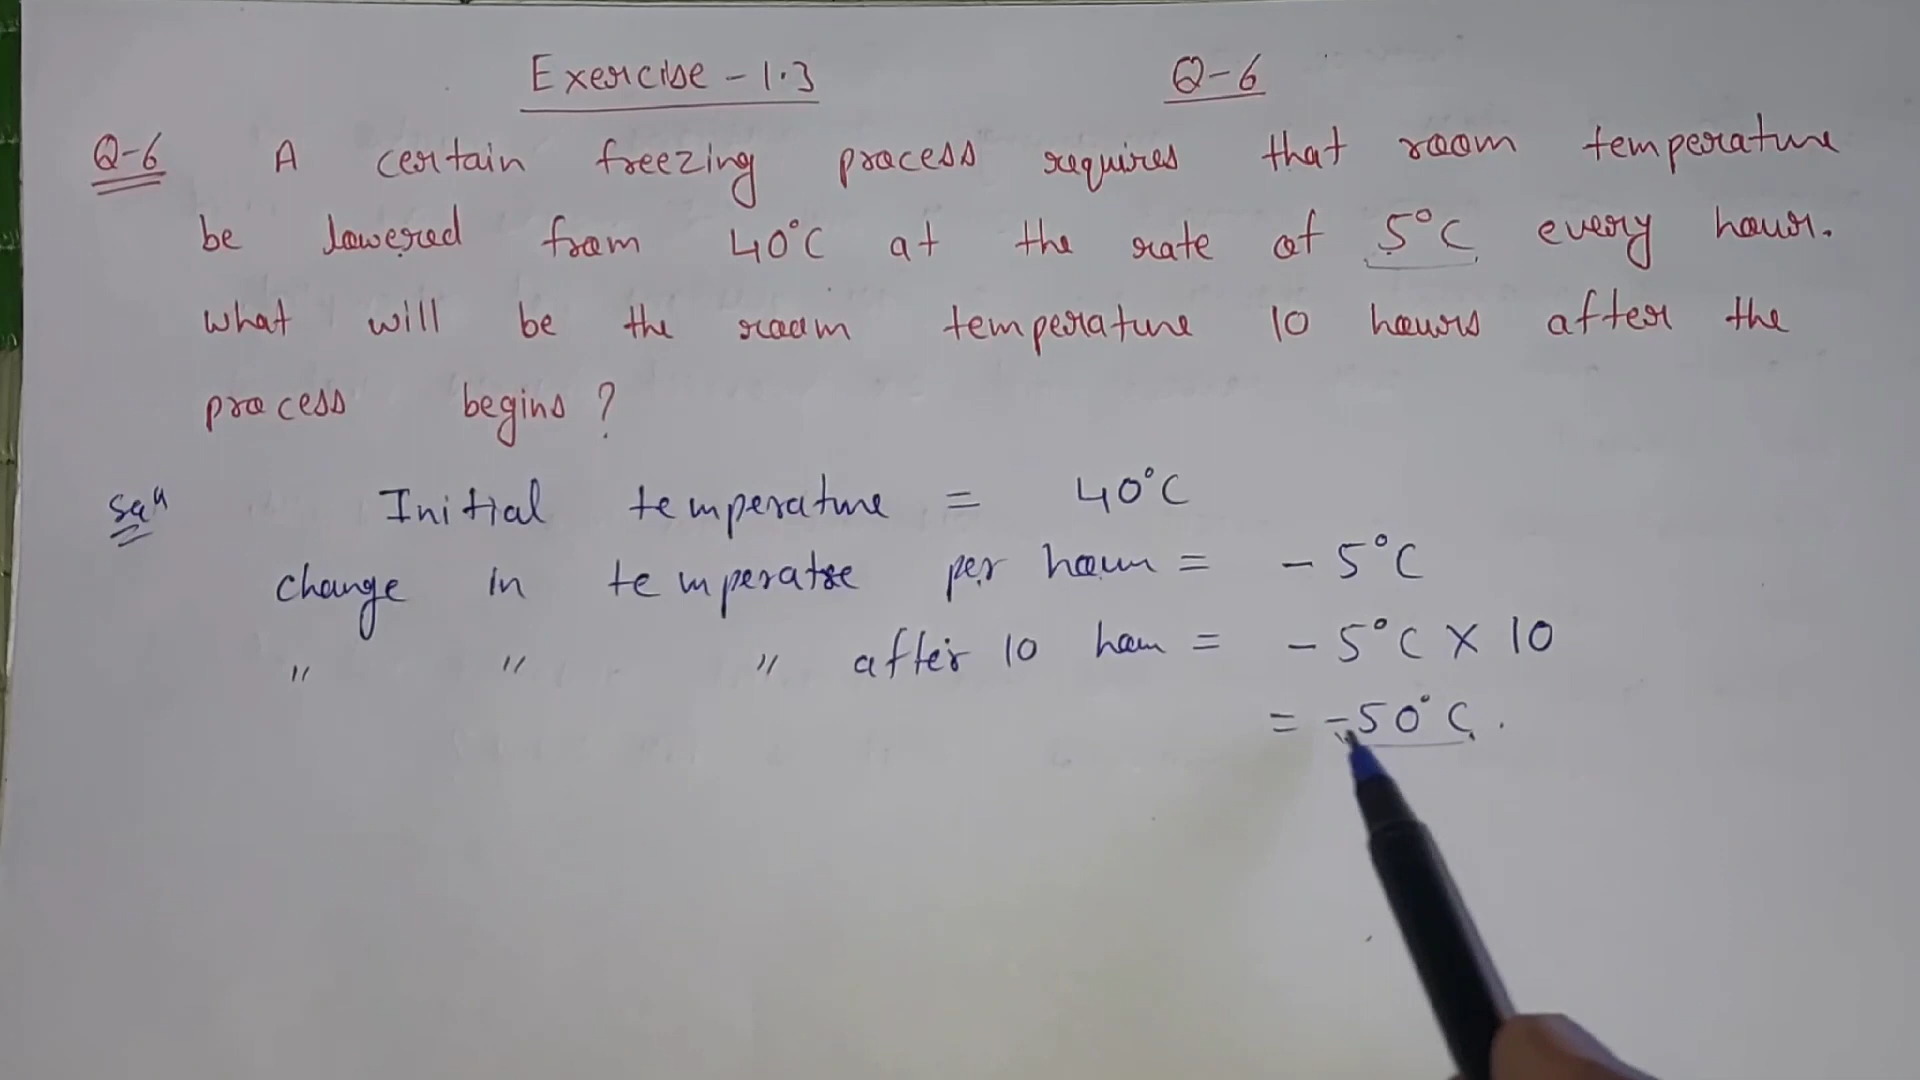 Exercise - 1.3 Q-6
Q-6 A certain freezing process requires that room temperature
be lowered from 40°C at the rate of 5°C every hour.
what will be the room temperature 10 hours after the
process begins?
Initial temperature = 40°C
change in temperatre per hour = - 5°C
" " " after 10 hour = - 5°C × 10
= -50°C.